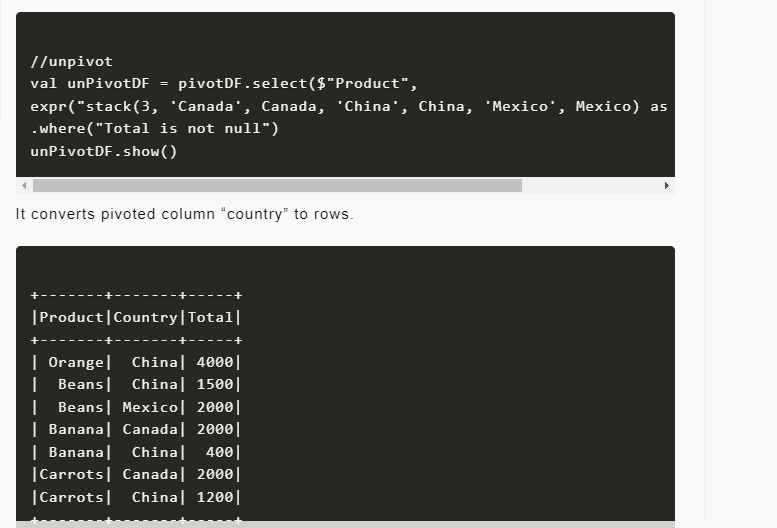 //unpivot
val unPivotDF = pivotDF.select($"Product",
expr("stack(3, 'Canada', Canada, 'China', China, 'Mexico', Mexico) as
.where("Total is not null")
unPivotDF.show()
It converts pivoted column “country” to rows.
+-------+-------+-----+
|Product|Country|Total|
+-------+-------+-----+
| Orange|  China| 4000|
|  Beans|  China| 1500|
|  Beans| Mexico| 2000|
| Banana| Canada| 2000|
| Banana|  China|  400|
|Carrots| Canada| 2000|
|Carrots|  China| 1200|
+-------+-------+-----+